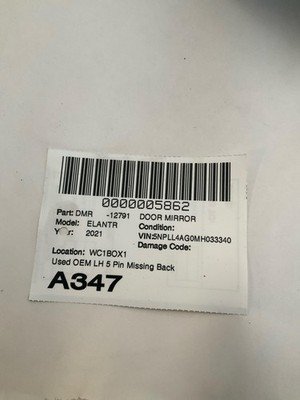 0000005862
Part: DMR -12791 DOOR MIRROR
Model: ELANTR Condition:
VIN:5NPLL4AG0MH033340
Year: 2021
Damage Code:
Location: WC1BOX1
Used OEM LH 5 Pin Missing Back
A347